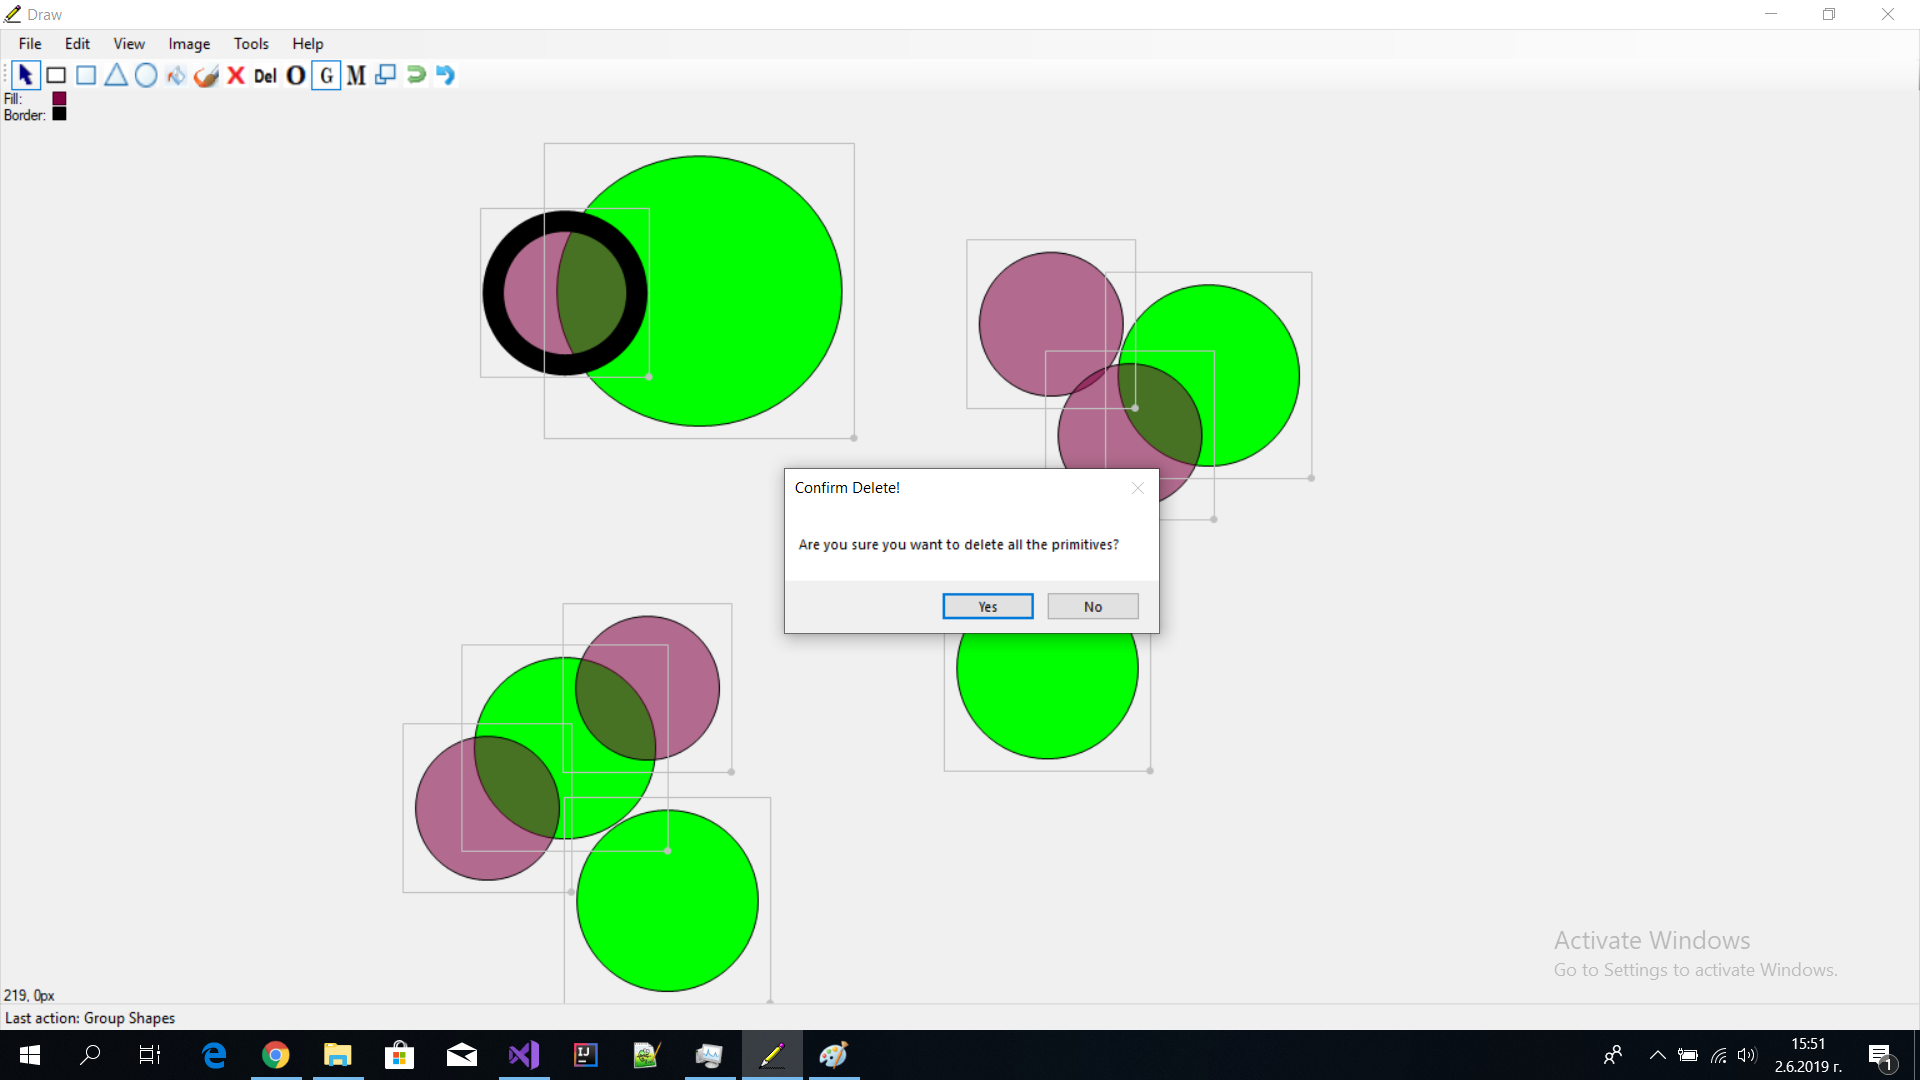 Draw
File Edit View Image Tools Help
Del O G M
Fill:
Border:
Confirm Delete!
Are you sure you want to delete all the primitives?
Yes No
Activate Windows
Go to Settings to activate Windows.
219, 0px
Last action: Group Shapes
IJ
15:51
2.6.2019 г.
1